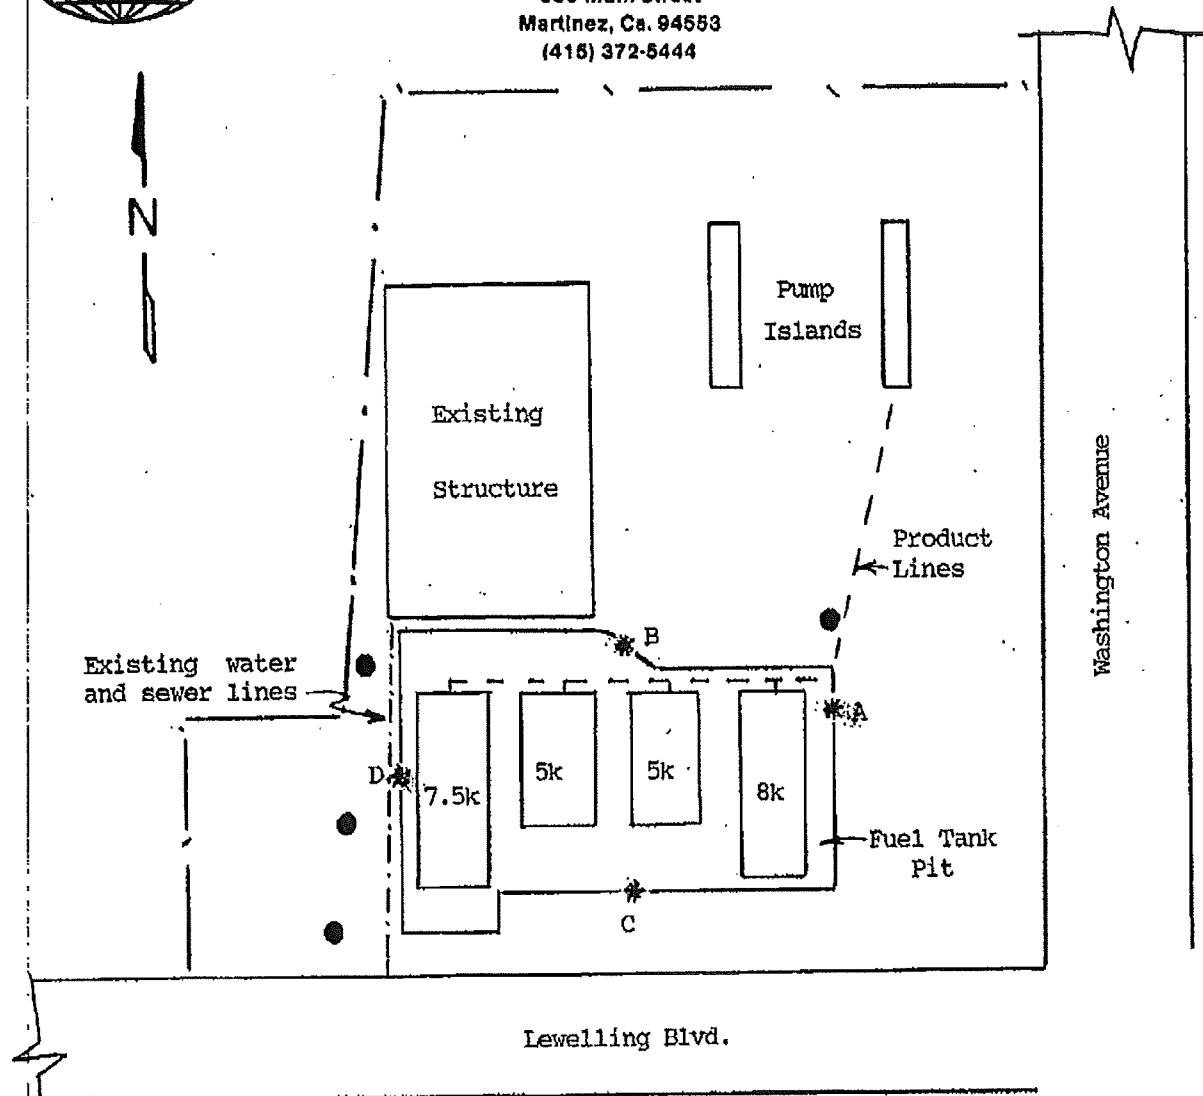 Martinez, Ca. 94553
(415) 372-5444
N
Pump
Islands
Existing
Structure
Washington Avenue
Product
Lines
B
Existing water
and sewer lines
A
D
7.5k
5k
5k
8k
Fuel Tank
Pit
C
Lewelling Blvd.